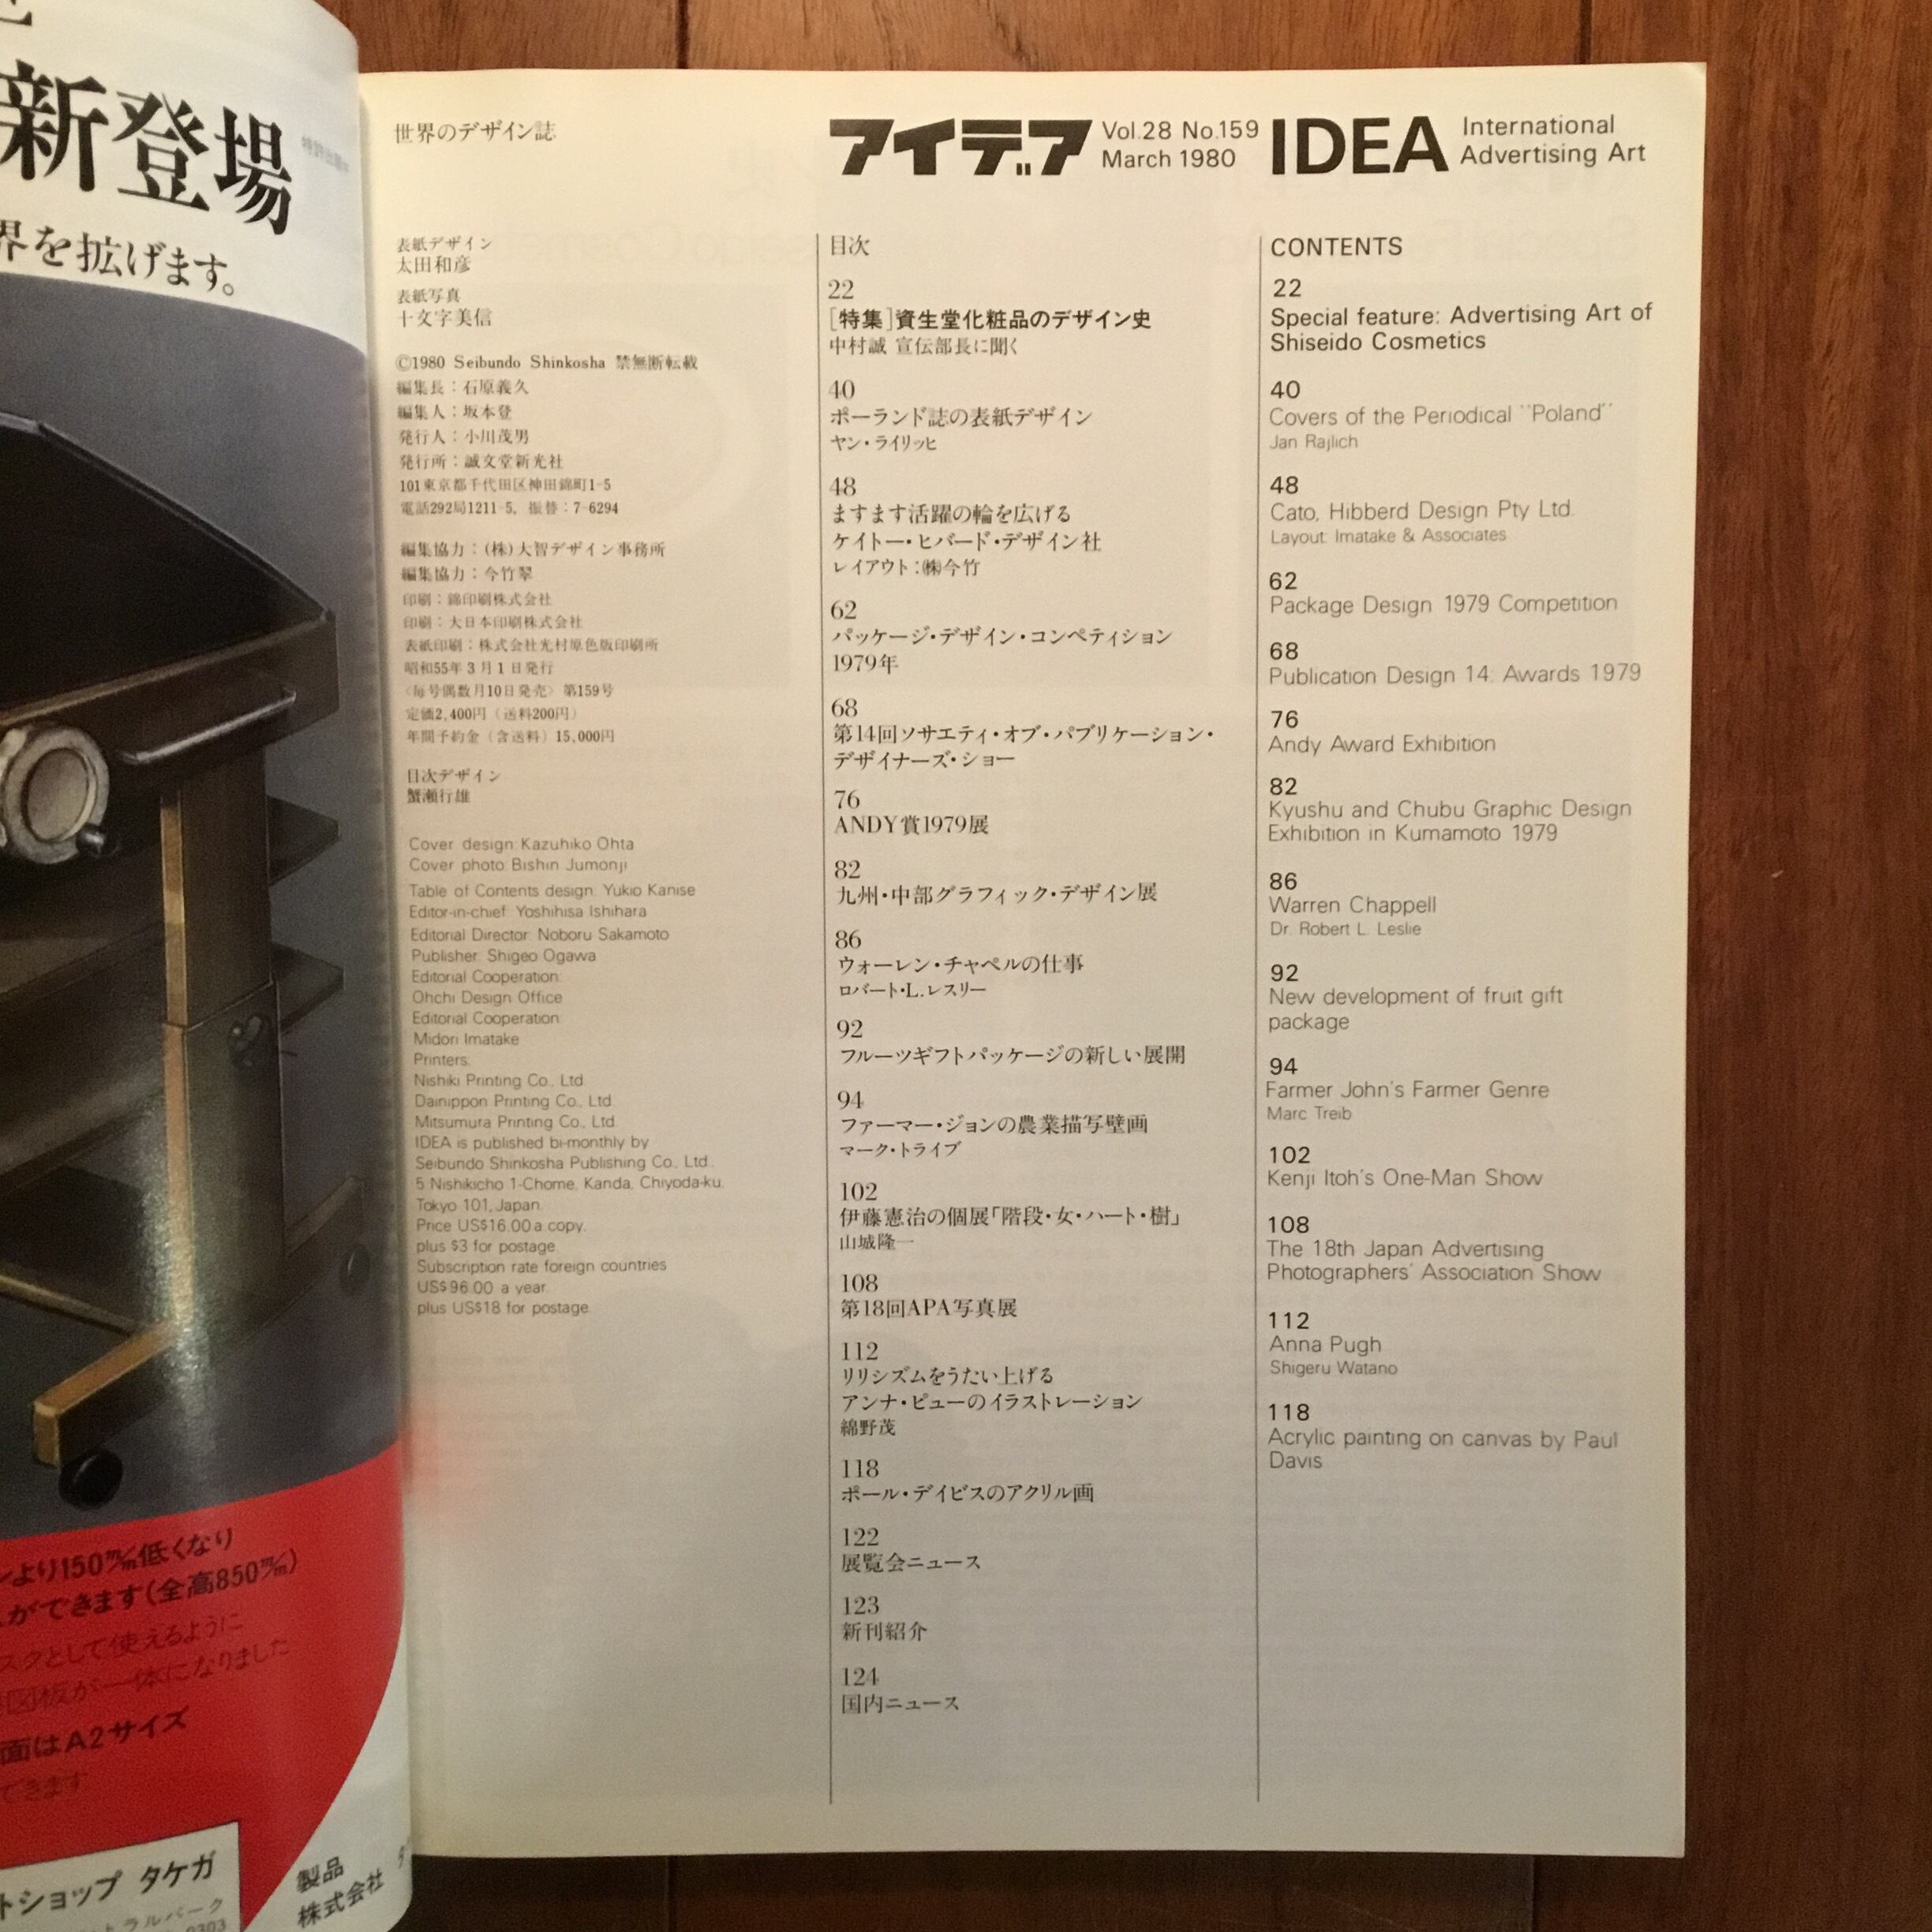 新登場
界を拡げます。
より150㎜低くなり
ができます(全高850㎜)
スクとして使えるように
図板が一体になりました
面はA2サイズ
できます
トショップ タケガ
トラルパーク
0303
製品
株式会社
世界のデザイン誌
アイデア
Vol.28 No.159
March 1980
IDEA
International
Advertising Art
表紙デザイン
太田和彦
表紙写真
十文字美信
©1980 Seibundo Shinkosha 禁無断転載
編集長：石原義久
編集人：坂本登
発行人：小川茂男
発行所：誠文堂新光社
101東京都千代田区神田錦町1-5
電話292局1211-5, 振替：7-6294
編集協力：(株)大智デザイン事務所
編集協力：今竹翠
印刷：錦印刷株式会社
印刷：大日本印刷株式会社
表紙印刷：株式会社光村原色版印刷所
昭和55年3月1日発行
〈毎号偶数月10日発売〉第159号
定価2,400円（送料200円）
年間予約金（含送料）15,000円
目次デザイン
蟹瀬行雄
Cover design: Kazuhiko Ohta
Cover photo: Bishin Jumonji
Table of Contents design: Yukio Kanise
Editor-in-chief: Yoshihisa Ishihara
Editorial Director: Noboru Sakamoto
Publisher: Shigeo Ogawa
Editorial Cooperation:
Ohchi Design Office
Editorial Cooperation:
Midori Imatake
Printers:
Nishiki Printing Co., Ltd.
Dainippon Printing Co., Ltd.
Mitsumura Printing Co., Ltd.
IDEA is published bi-monthly by
Seibundo Shinkosha Publishing Co., Ltd.,
5 Nishikicho 1-Chome, Kanda, Chiyoda-ku,
Tokyo 101, Japan.
Price US$16.00 a copy.
plus $3 for postage.
Subscription rate foreign countries
US$96.00 a year.
plus US$18 for postage.
目次
22
[特集]資生堂化粧品のデザイン史
中村誠 宣伝部長に聞く
40
ポーランド誌の表紙デザイン
ヤン・ライリッヒ
48
ますます活躍の輪を広げる
ケイトー・ヒバード・デザイン社
レイアウト：㈱今竹
62
パッケージ・デザイン・コンペティション
1979年
68
第14回ソサエティ・オブ・パブリケーション・
デザイナーズ・ショー
76
ANDY賞1979展
82
九州・中部グラフィック・デザイン展
86
ウォーレン・チャペルの仕事
ロバート・L.レスリー
92
フルーツギフトパッケージの新しい展開
94
ファーマー・ジョンの農業描写壁画
マーク・トライブ
102
伊藤憲治の個展「階段・女・ハート・樹」
山城隆一
108
第18回APA写真展
112
リリシズムをうたい上げる
アンナ・ピューのイラストレーション
綿野茂
118
ポール・デイビスのアクリル画
122
展覧会ニュース
123
新刊紹介
124
国内ニュース
CONTENTS
22
Special feature: Advertising Art of
Shiseido Cosmetics
40
Covers of the Periodical "Poland"
Jan Rajlich
48
Cato, Hibberd Design Pty Ltd.
Layout: Imatake & Associates
62
Package Design 1979 Competition
68
Publication Design 14: Awards 1979
76
Andy Award Exhibition
82
Kyushu and Chubu Graphic Design
Exhibition in Kumamoto 1979
86
Warren Chappell
Dr. Robert L. Leslie
92
New development of fruit gift
package
94
Farmer John's Farmer Genre
Marc Treib
102
Kenji Itoh's One-Man Show
108
The 18th Japan Advertising
Photographers' Association Show
112
Anna Pugh
Shigeru Watano
118
Acrylic painting on canvas by Paul
Davis